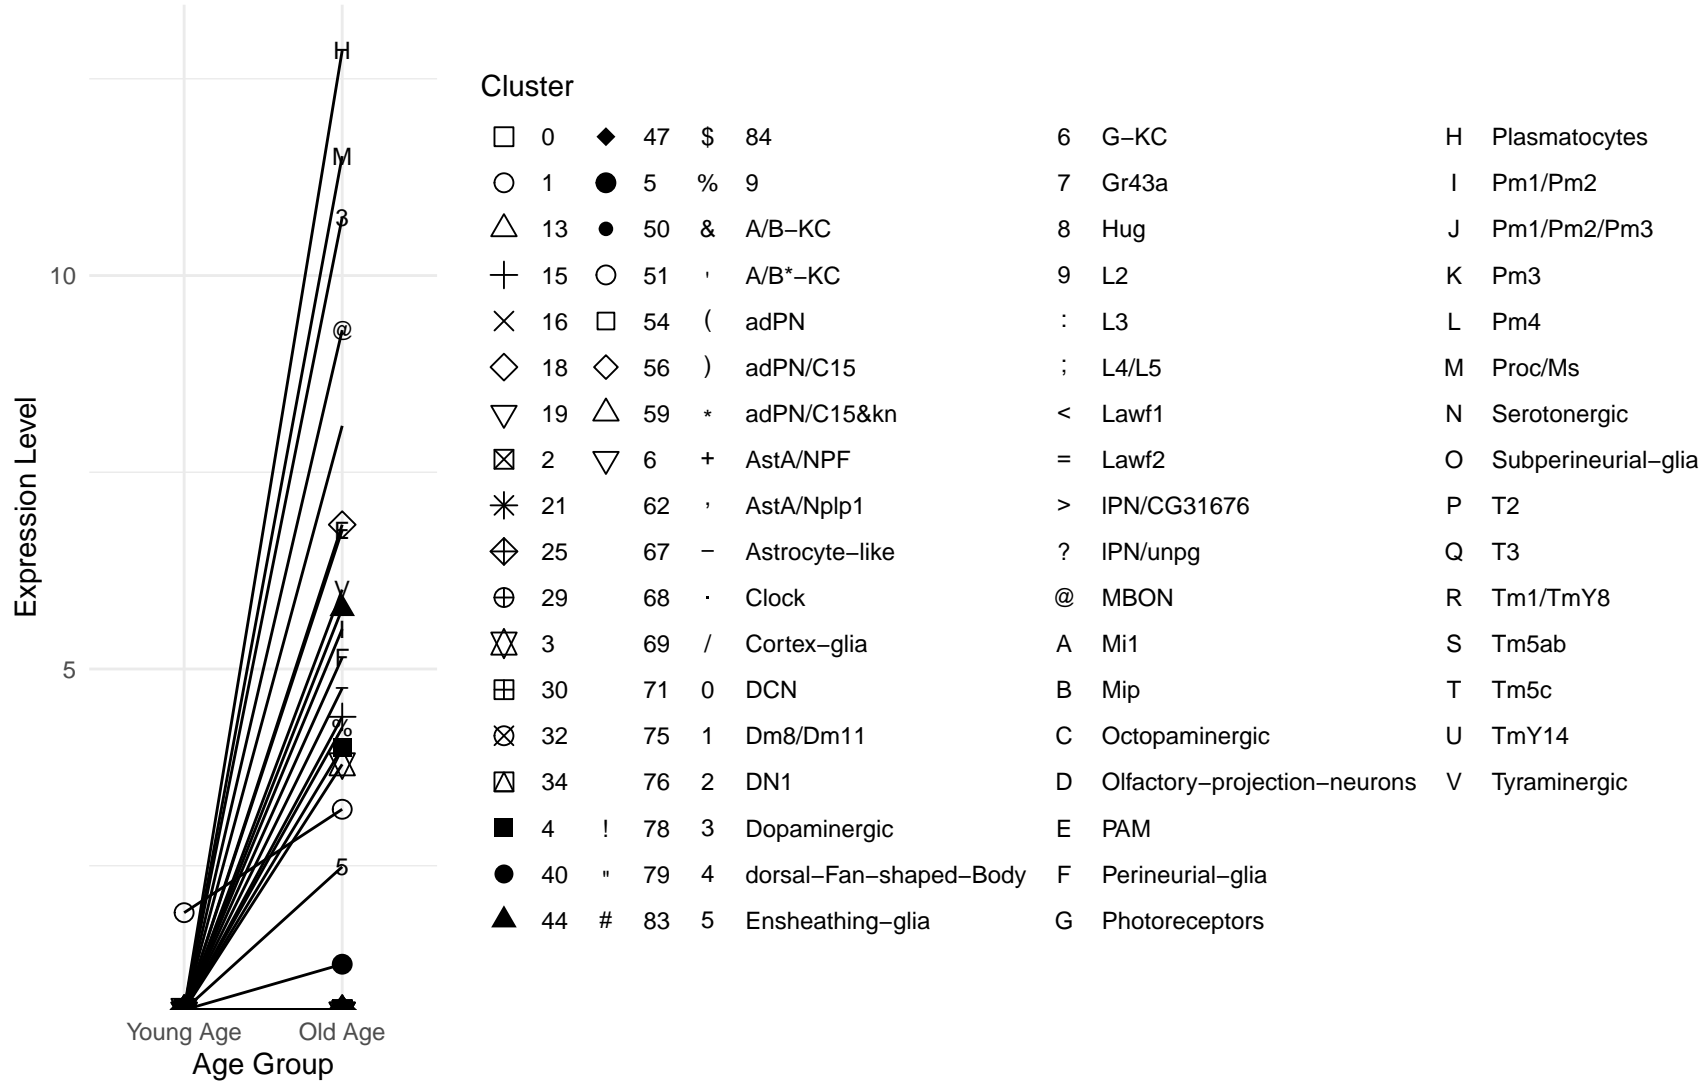 Cluster
0 47 $ 84 6 G−KC H Plasmatocytes
1 5 % 9 7 Gr43a I Pm1/Pm2
13 50 & A/B−KC 8 Hug J Pm1/Pm2/Pm3
15 51 ' A/B*−KC 9 L2 K Pm3
16 54 ( adPN : L3 L Pm4
18 56 ) adPN/C15 ; L4/L5 M Proc/Ms
19 59 * adPN/C15&kn < Lawf1 N Serotonergic
2 6 + AstA/NPF = Lawf2 O Subperineurial−glia
21 62 , AstA/Nplp1 > lPN/CG31676 P T2
25 67 − Astrocyte−like ? lPN/unpg Q T3
29 68 . Clock @ MBON R Tm1/TmY8
3 69 / Cortex−glia A Mi1 S Tm5ab
30 71 0 DCN B Mip T Tm5c
32 75 1 Dm8/Dm11 C Octopaminergic U TmY14
34 76 2 DN1 D Olfactory−projection−neurons V Tyraminergic
4 ! 78 3 Dopaminergic E PAM
40 " 79 4 dorsal−Fan−shaped−Body F Perineurial−glia
44 # 83 5 Ensheathing−glia G Photoreceptors
H
M
3
10
@
E
V
I
F
5
T
%
5
Expression Level
Young Age Old Age
Age Group